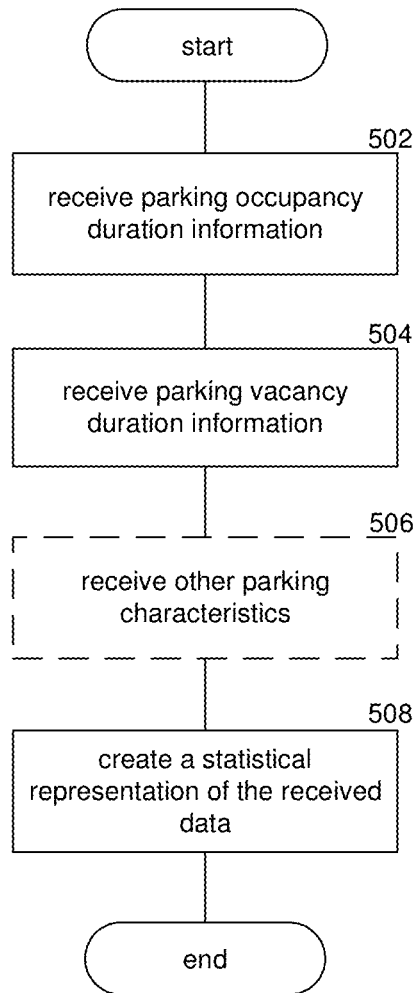 start
502
receive parking occupancy
duration information
504
receive parking vacancy
duration information
506
receive other parking
characteristics
508
create a statistical
representation of the received
data
end